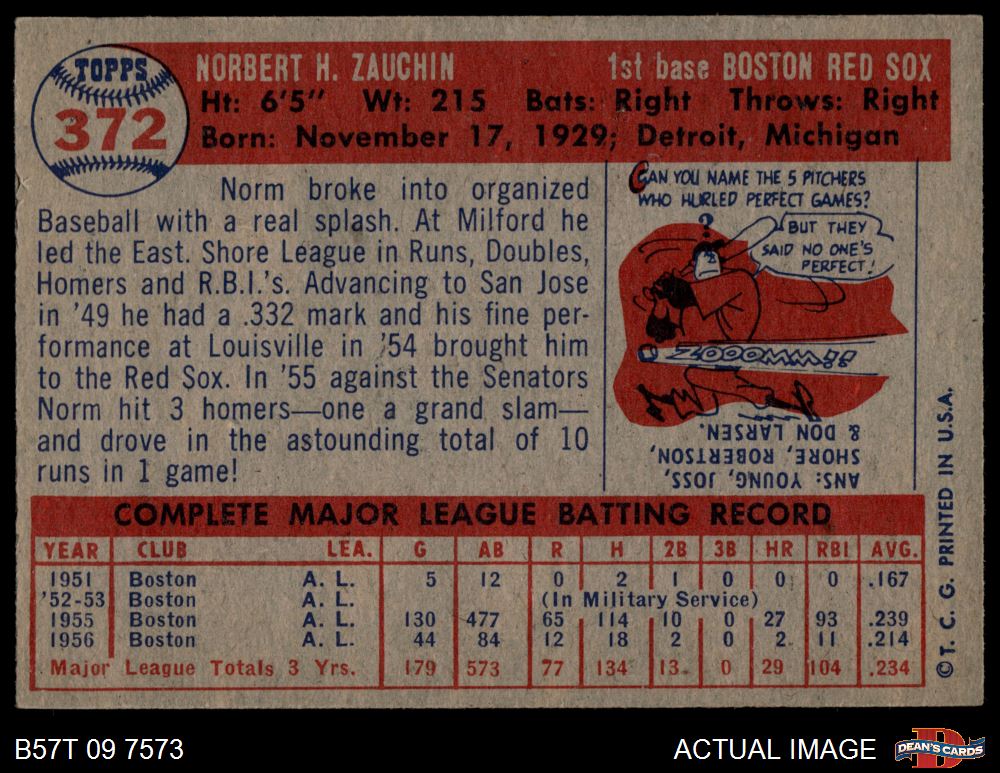 TOPPS
372
NORBERT H. ZAUCHIN 1st base BOSTON RED SOX
Ht: 6'5" Wt: 215 Bats: Right Throws: Right
Born: November 17, 1929; Detroit, Michigan
Norm broke into organized
Baseball with a real splash. At Milford he
led the East. Shore League in Runs, Doubles,
Homers and R.B.I.'s. Advancing to San Jose
in '49 he had a .332 mark and his fine per-
formance at Louisville in '54 brought him
to the Red Sox. In '55 against the Senators
Norm hit 3 homers—one a grand slam—
and drove in the astounding total of 10
runs in 1 game!
CAN YOU NAME THE 5 PITCHERS
WHO HURLED PERFECT GAMES?
?
BUT THEY
SAID NO ONE'S
PERFECT!
ZZOOOMM!!
ANS: YOUNG, JOSS,
SHORE, ROBERTSON,
& DON LARSEN.
COMPLETE MAJOR LEAGUE BATTING RECORD
YEAR CLUB LEA. G AB R H 2B 3B HR RBI AVG.
1951 Boston A. L. 5 12 0 2 1 0 0 0 .167
'52-53 Boston A. L. (In Military Service)
1955 Boston A. L. 130 477 65 114 10 0 27 93 .239
1956 Boston A. L. 44 84 12 18 2 0 2 11 .214
Major League Totals 3 Yrs. 179 573 77 134 13 0 29 104 .234
© T. C. G. PRINTED IN U.S.A.
B57T 09 7573
ACTUAL IMAGE
DEAN'S CARDS